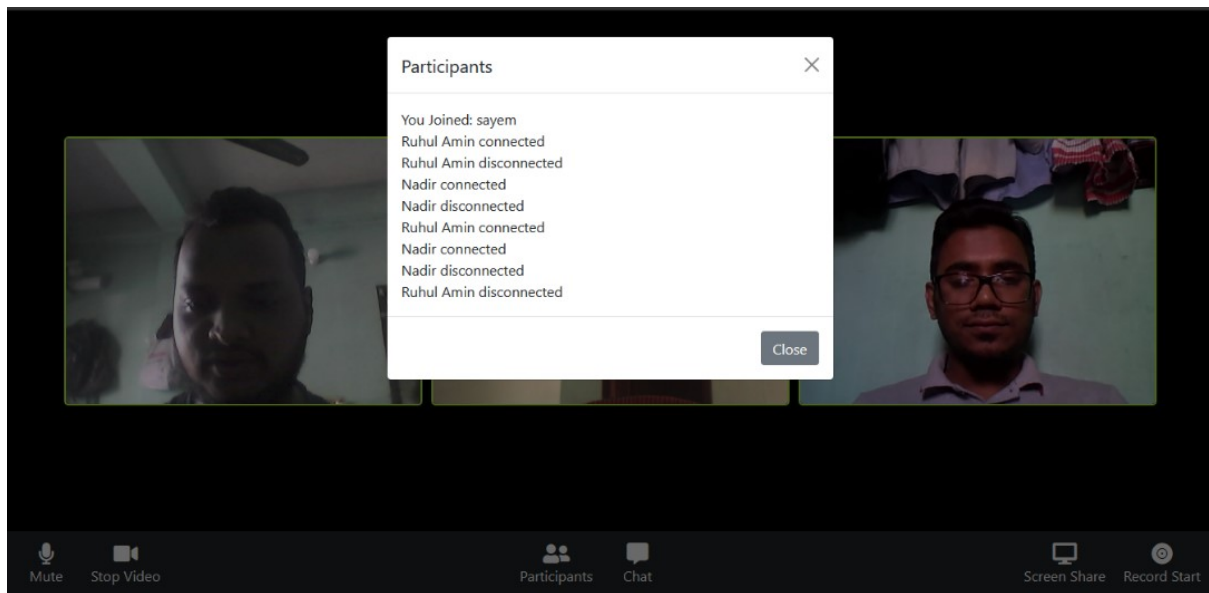 Participants
You Joined: sayem
Ruhul Amin connected
Ruhul Amin disconnected
Nadir connected
Nadir disconnected
Ruhul Amin connected
Nadir connected
Nadir disconnected
Ruhul Amin disconnected
Close
Mute
Stop Video
Participants
Chat
Screen Share
Record Start